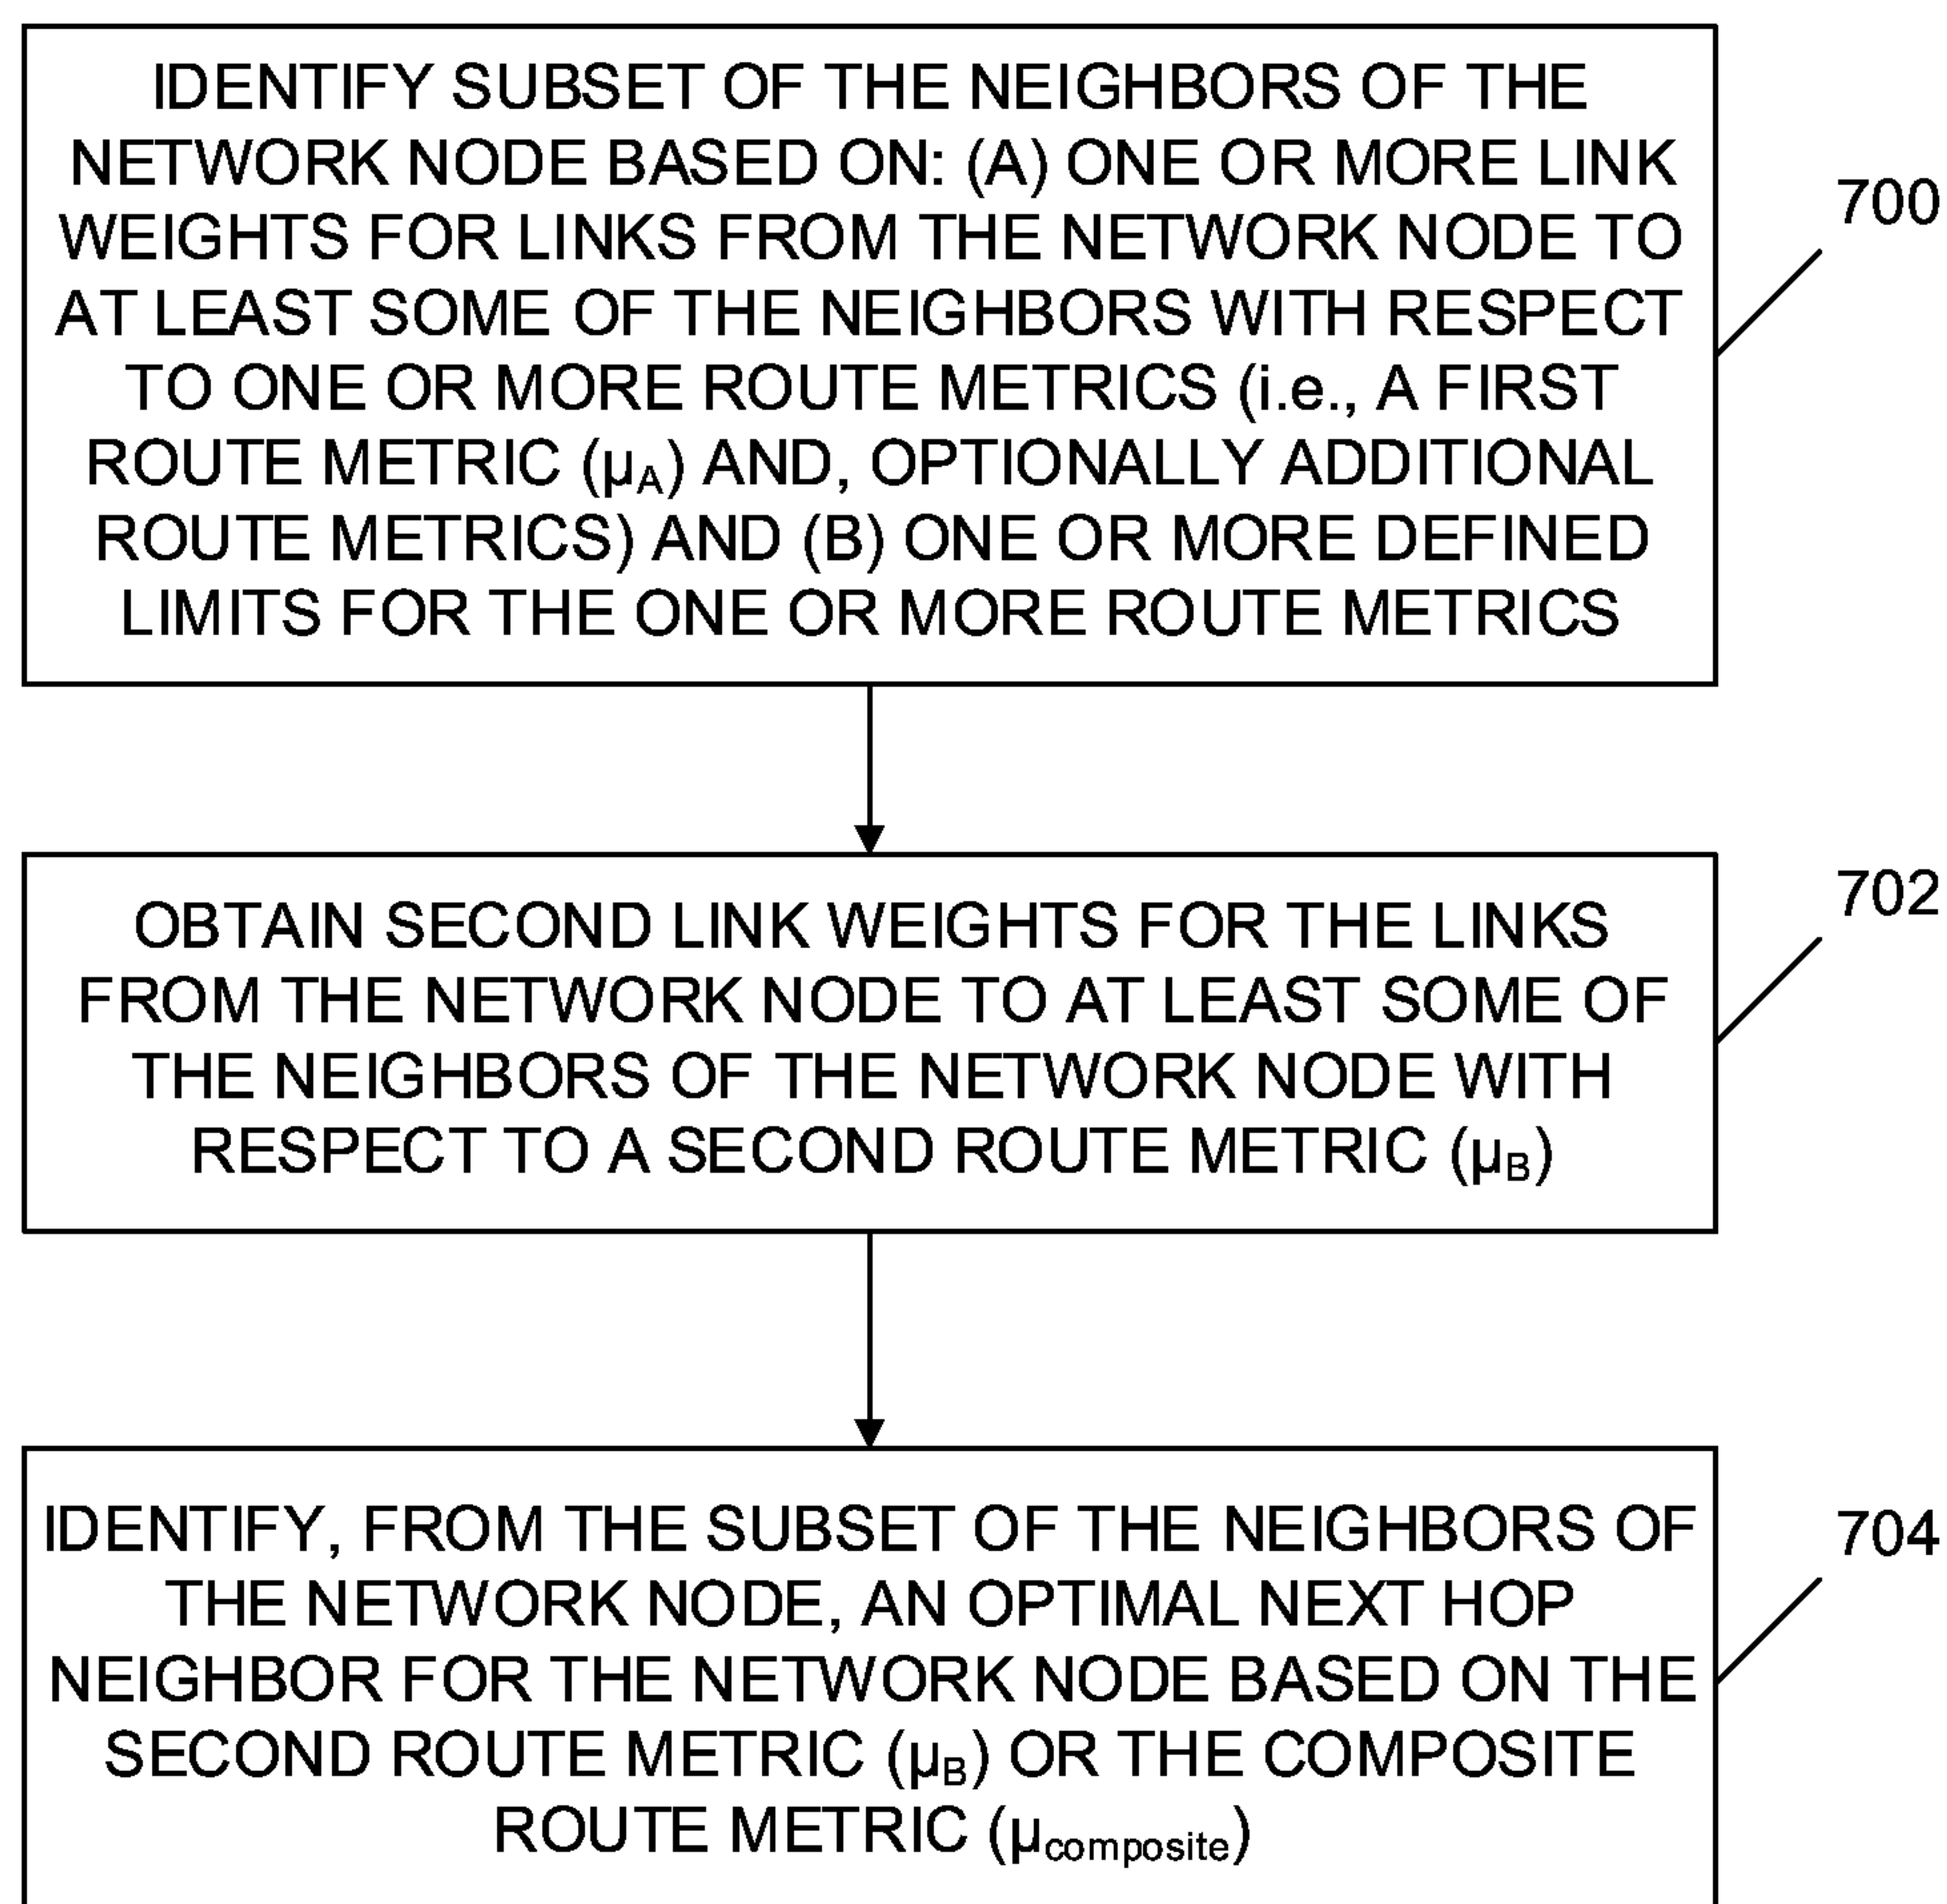 IDENTIFY SUBSET OF THE NEIGHBORS OF THE
NETWORK NODE BASED ON: (A) ONE OR MORE LINK
WEIGHTS FOR LINKS FROM THE NETWORK NODE TO
AT LEAST SOME OF THE NEIGHBORS WITH RESPECT
TO ONE OR MORE ROUTE METRICS (i.e., A FIRST
ROUTE METRIC (μA) AND, OPTIONALLY ADDITIONAL
ROUTE METRICS) AND (B) ONE OR MORE DEFINED
LIMITS FOR THE ONE OR MORE ROUTE METRICS
700
OBTAIN SECOND LINK WEIGHTS FOR THE LINKS
FROM THE NETWORK NODE TO AT LEAST SOME OF
THE NEIGHBORS OF THE NETWORK NODE WITH
RESPECT TO A SECOND ROUTE METRIC (μB)
702
IDENTIFY, FROM THE SUBSET OF THE NEIGHBORS OF
THE NETWORK NODE, AN OPTIMAL NEXT HOP
NEIGHBOR FOR THE NETWORK NODE BASED ON THE
SECOND ROUTE METRIC (μB) OR THE COMPOSITE
ROUTE METRIC (μcomposite)
704